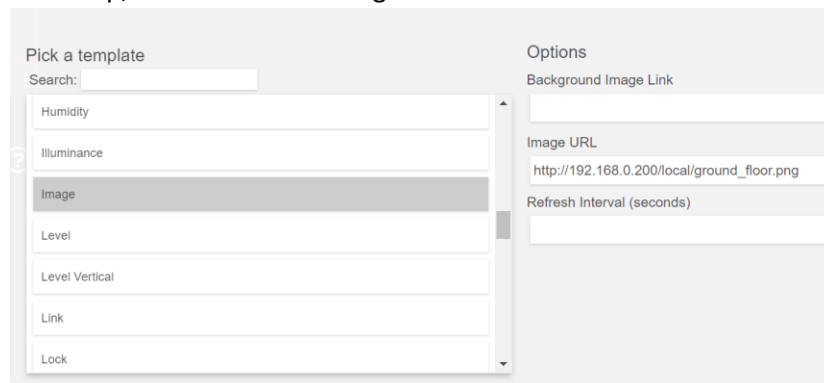 Pick a template
Search:
Humidity
Illuminance
Image
Level
Level Vertical
Link
Lock
Options
Background Image Link
Image URL
http://192.168.0.200/local/ground_floor.png
Refresh Interval (seconds)